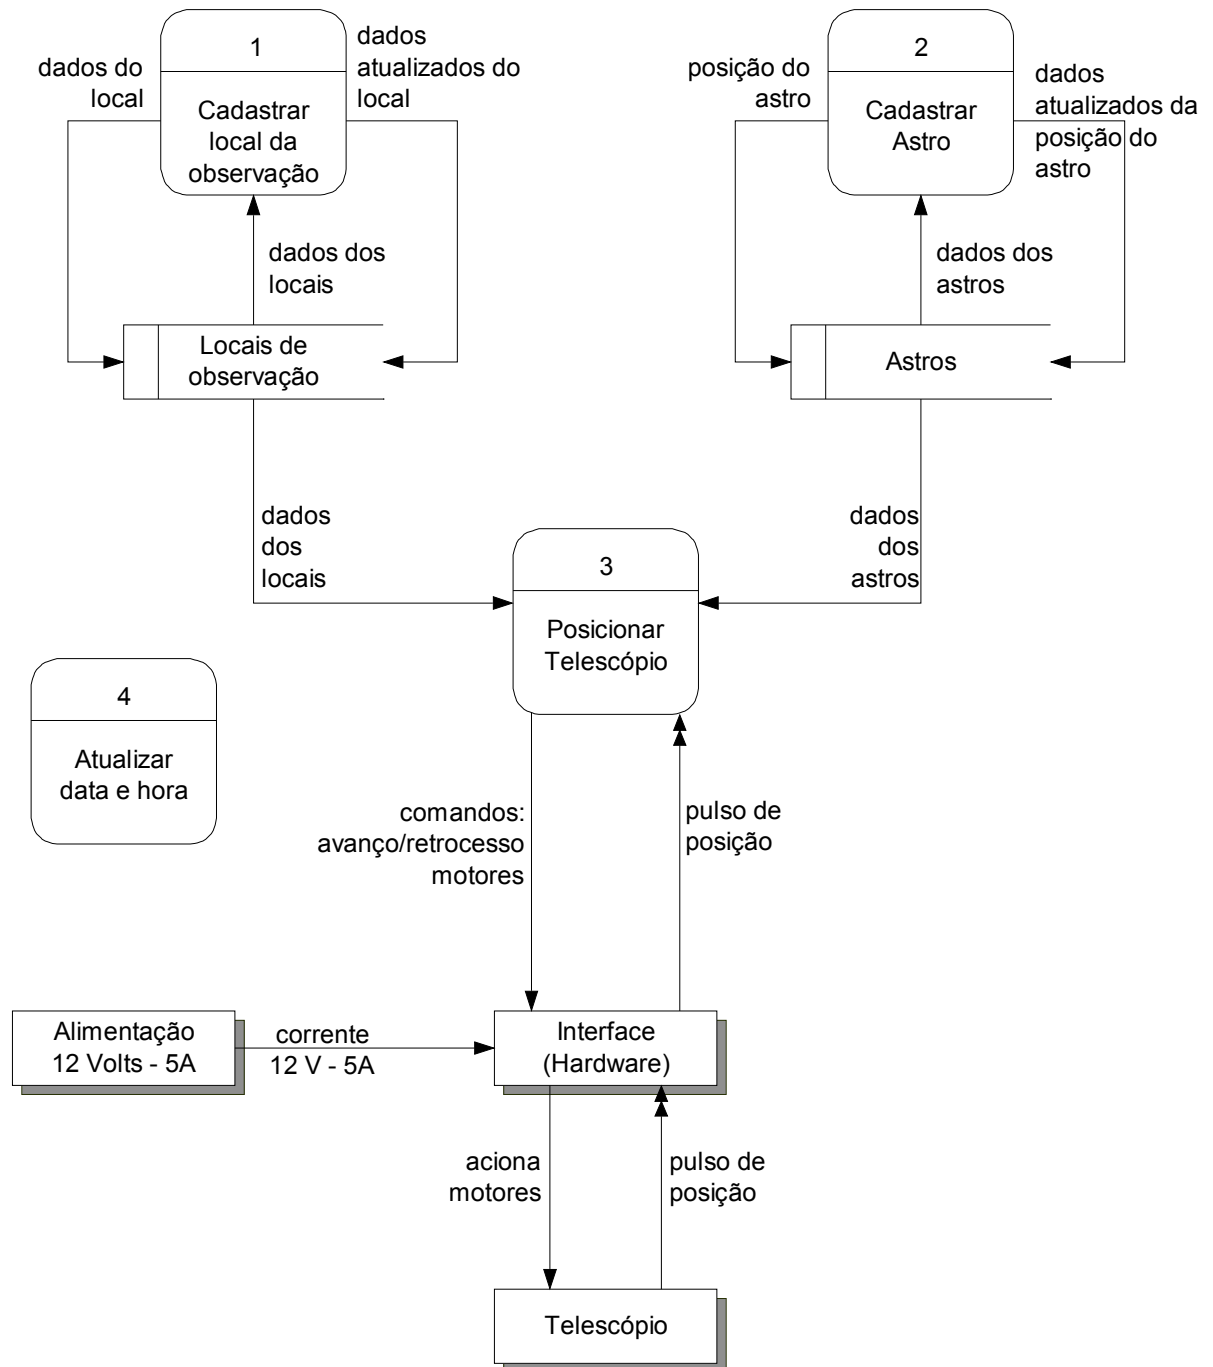 1
Cadastrar
local da
observação
dados do
local
dados
atualizados do
local
dados dos
locais
Locais de
observação
2
Cadastrar
Astro
posição do
astro
dados
atualizados da
posição do
astro
dados dos
astros
Astros
dados
dos
locais
dados
dos
astros
3
Posicionar
Telescópio
4
Atualizar
data e hora
comandos:
avanço/retrocesso
motores
pulso de
posição
Alimentação
12 Volts - 5A
corrente
12 V - 5A
Interface
(Hardware)
aciona
motores
pulso de
posição
Telescópio